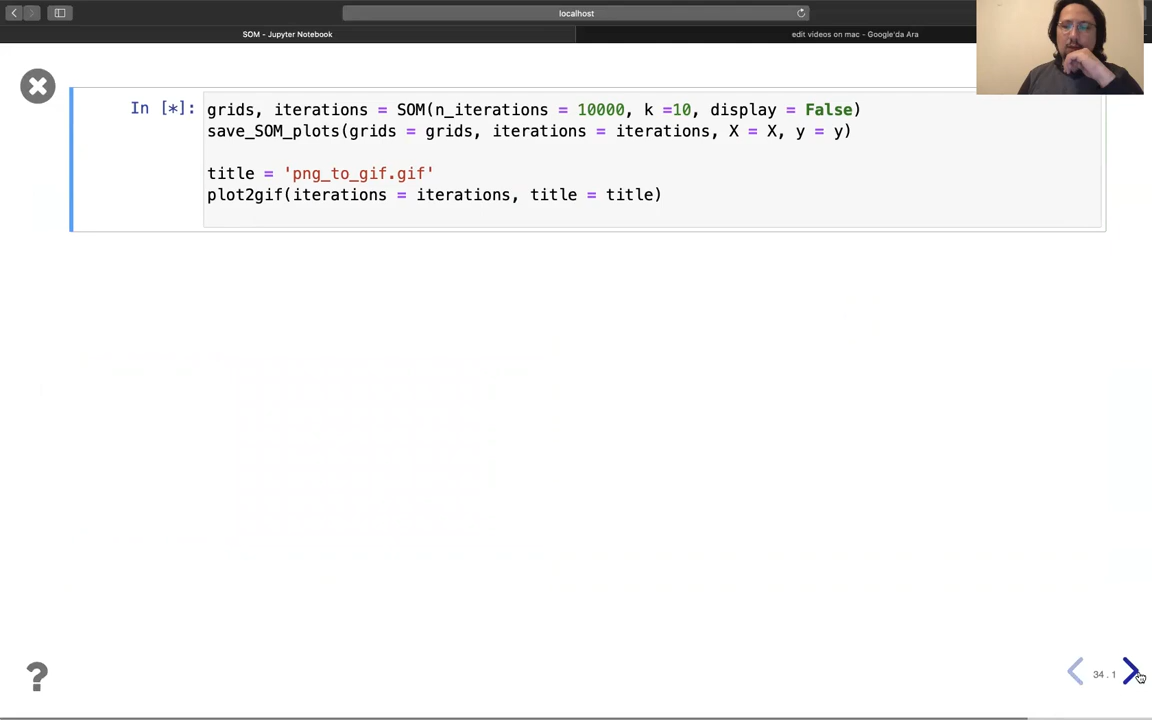 localhost
SOM - Jupyter Notebook
edit videos on mac - Google'da Ara
In [*]:
grids, iterations = SOM(n_iterations = 10000, k =10, display = False)
save_SOM_plots(grids = grids, iterations = iterations, X = X, y = y)
title = 'png_to_gif.gif'
plot2gif(iterations = iterations, title = title)
?
34.1